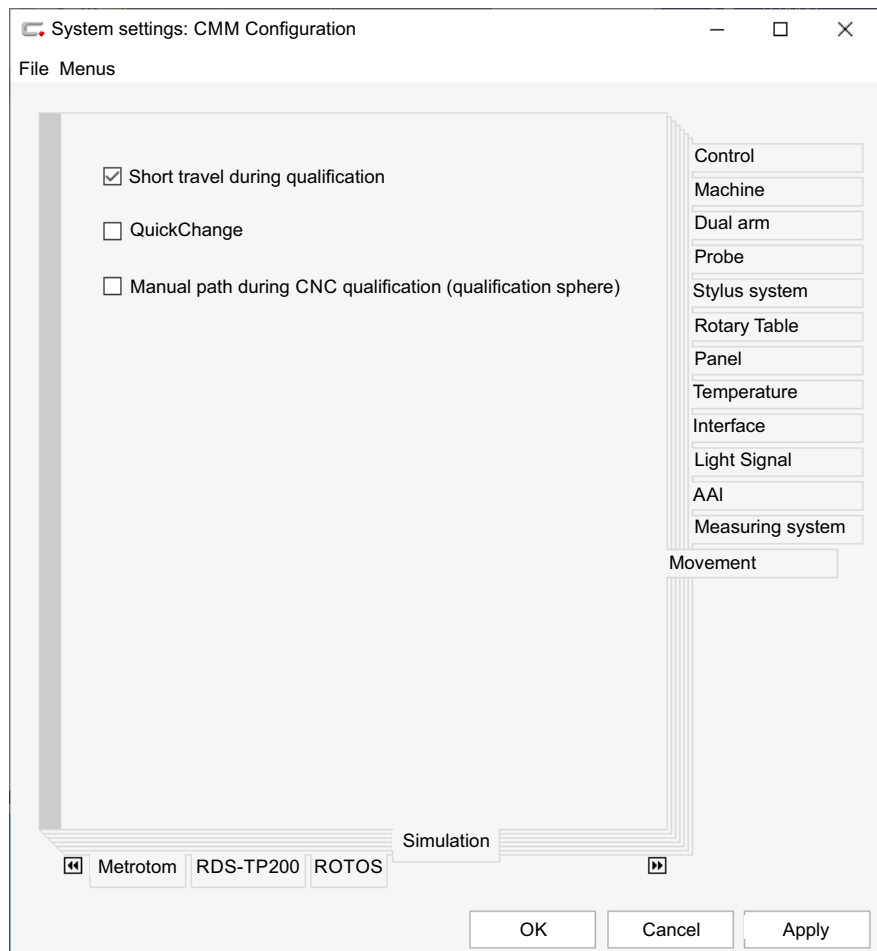 System settings: CMM Configuration
File Menus
Short travel during qualification
QuickChange
Manual path during CNC qualification (qualification sphere)
Control
Machine
Dual arm
Probe
Stylus system
Rotary Table
Panel
Temperature
Interface
Light Signal
AAI
Measuring system
Movement
Simulation
Metrotom RDS-TP200 ROTOS
OK Cancel Apply